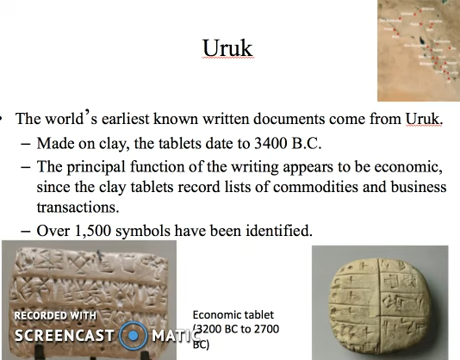 Uruk
• The world's earliest known written documents come from Uruk.
– Made on clay, the tablets date to 3400 B.C.
– The principal function of the writing appears to be economic,
since the clay tablets record lists of commodities and business
transactions.
– Over 1,500 symbols have been identified.
RECORDED WITH
SCREENCAST MATIC
Economic tablet
(3200 BC to 2700
BC)